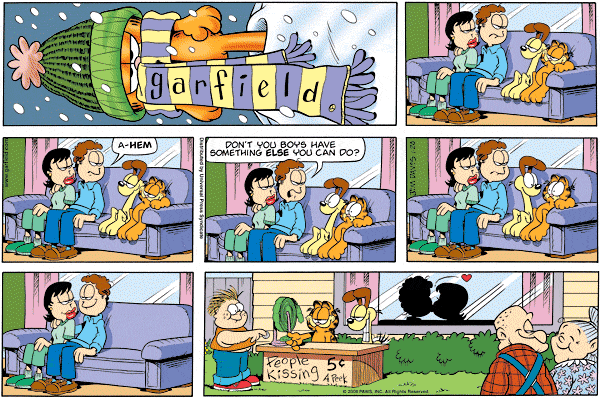 garfield.
A-HEM
DON'T YOU BOYS HAVE
SOMETHING ELSE YOU CAN DO?
Distributed by Universal Press Syndicate
People
Kissing
5¢
A Peek
© 2008 PAWS, INC. All Rights Reserved.